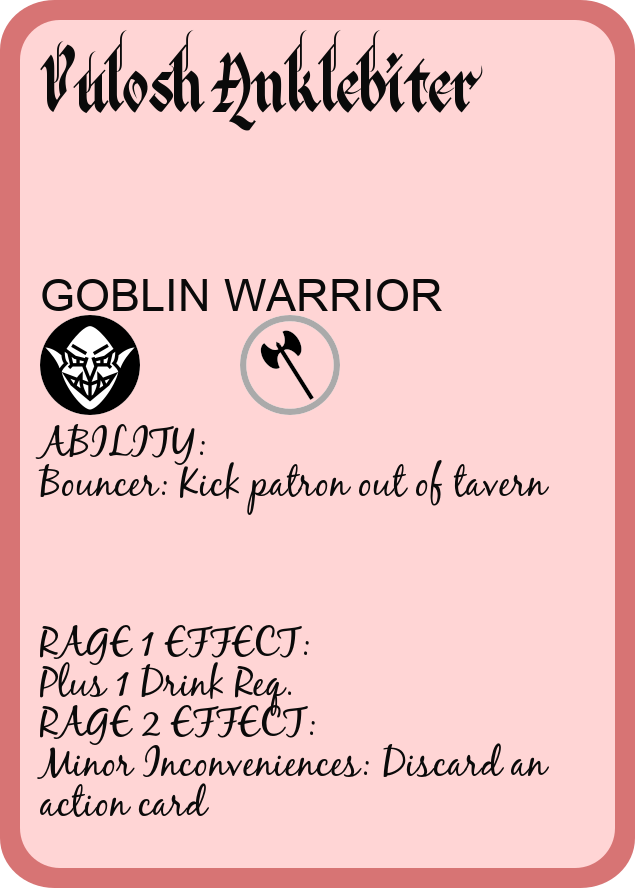 Vulosh Anklebiter
GOBLIN WARRIOR
ABILITY:
Bouncer: Kick patron out of tavern
RAGE 1 EFFECT:
Plus 1 Drink Req.
RAGE 2 EFFECT:
Minor Inconveniences: Discard an
action card